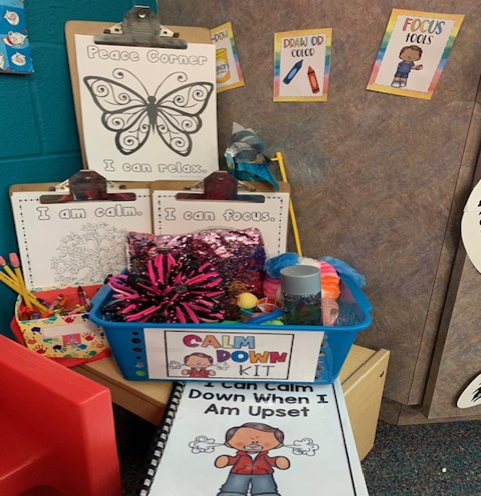 Peace Corner
I can relax.
DRAW OR
COLOR
FOCUS
TOOLS
I am calm.
I can focus.
CALM
DOWN
KIT
I Can Calm
Down When I
Am Upset